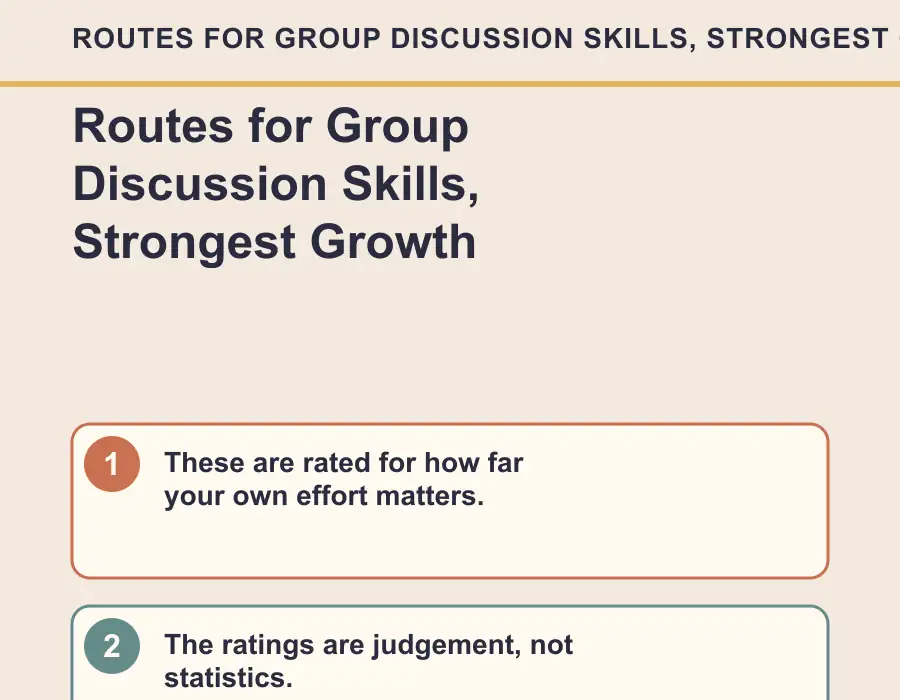 ROUTES FOR GROUP DISCUSSION SKILLS, STRONGEST
Routes for Group
Discussion Skills,
Strongest Growth
1
These are rated for how far
your own effort matters.
2
The ratings are judgement, not
statistics.